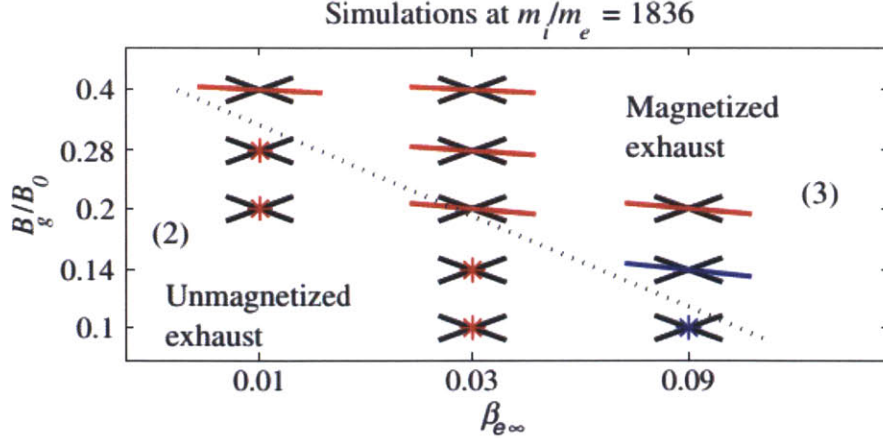 Simulations at m_i/m_e = 1836
0.4
0.28
0.2
0.14
0.1
B_g/B_0
Magnetized
exhaust
(3)
(2)
Unmagnetized
exhaust
0.01
0.03
0.09
β_e∞